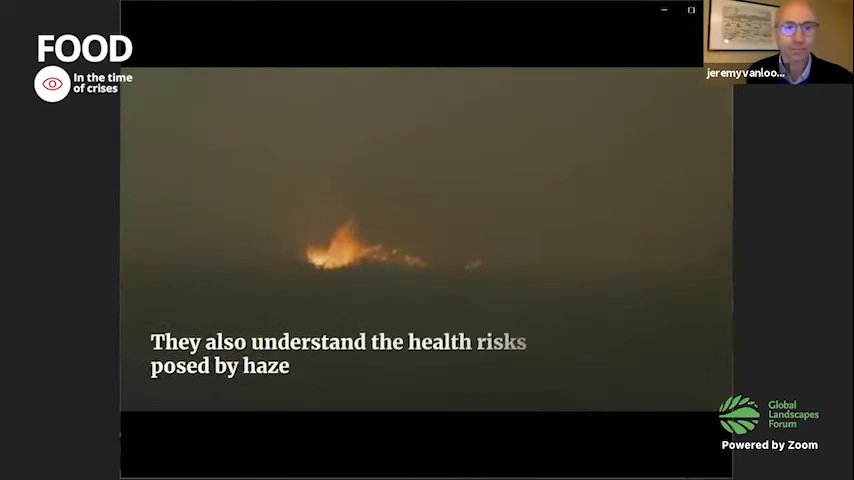 FOOD
In the time
of crises
jeremyvanloo...
They also understand the health risks
posed by haze
Global
Landscapes
Forum
Powered by Zoom